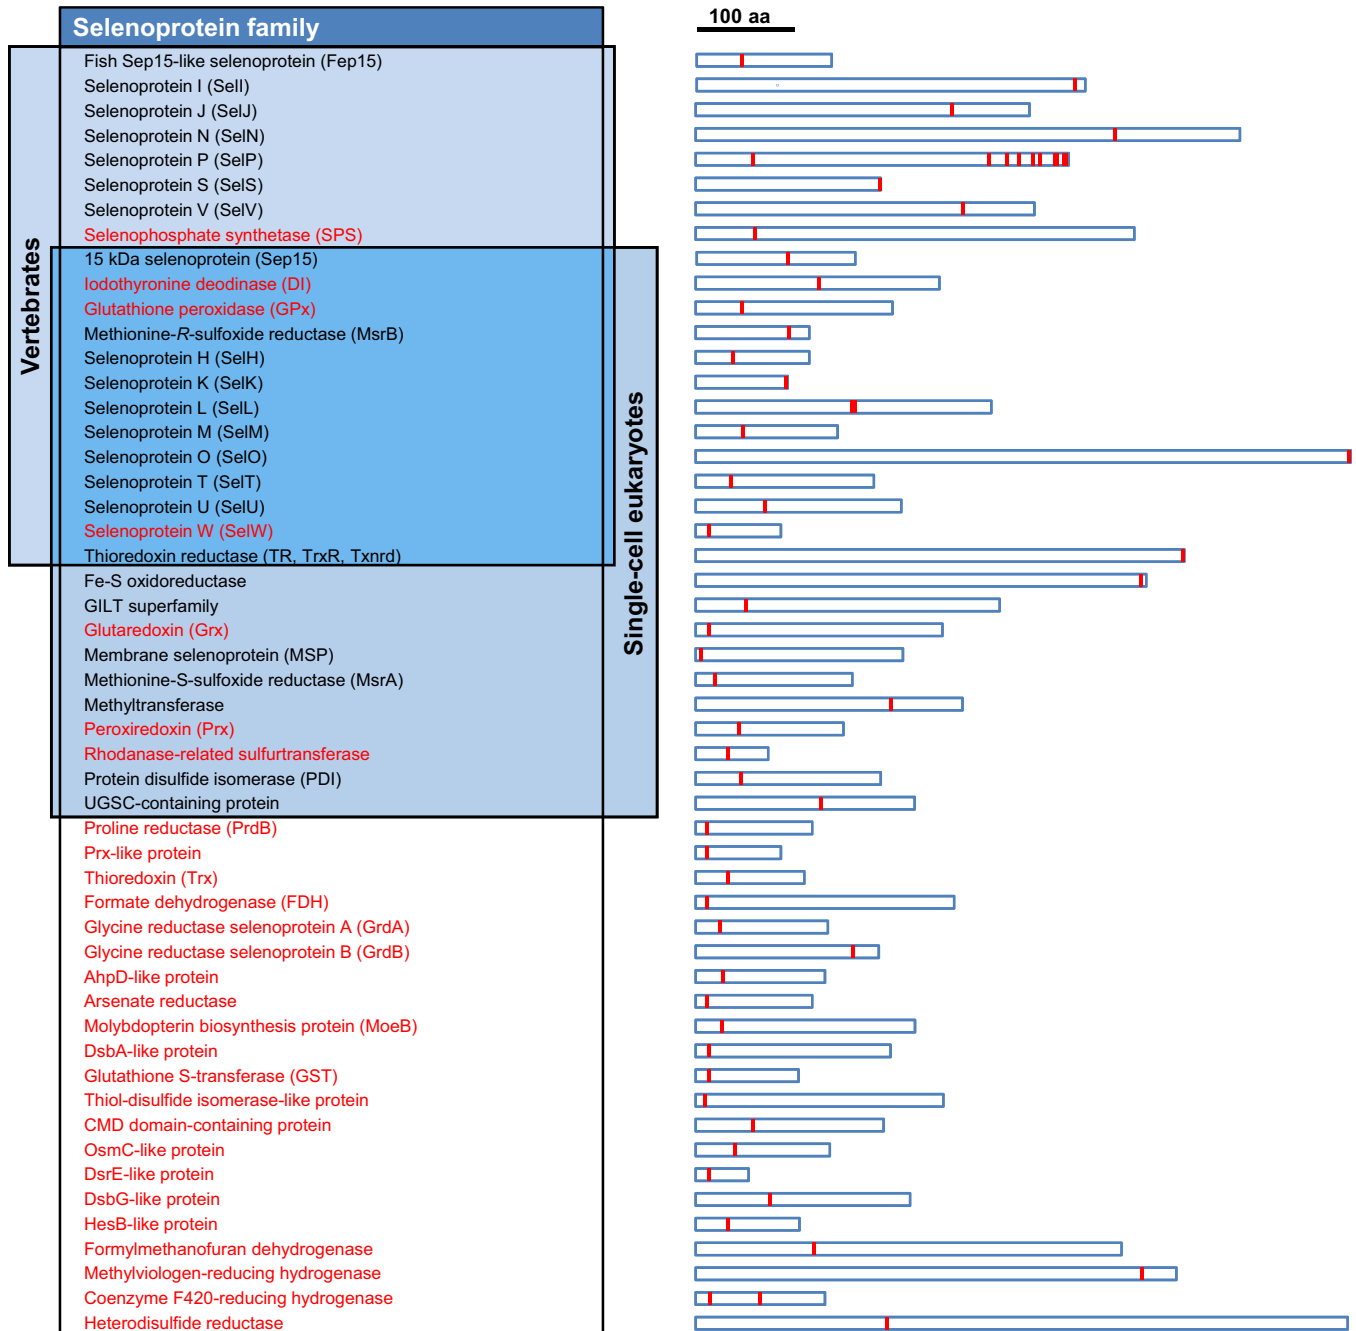 Selenoprotein family
100 aa
Vertebrates
Single-cell eukaryotes
Fish Sep15-like selenoprotein (Fep15)
Selenoprotein I (SelI)
Selenoprotein J (SelJ)
Selenoprotein N (SelN)
Selenoprotein P (SelP)
Selenoprotein S (SelS)
Selenoprotein V (SelV)
Selenophosphate synthetase (SPS)
15 kDa selenoprotein (Sep15)
Iodothyronine deodinase (DI)
Glutathione peroxidase (GPx)
Methionine-R-sulfoxide reductase (MsrB)
Selenoprotein H (SelH)
Selenoprotein K (SelK)
Selenoprotein L (SelL)
Selenoprotein M (SelM)
Selenoprotein O (SelO)
Selenoprotein T (SelT)
Selenoprotein U (SelU)
Selenoprotein W (SelW)
Thioredoxin reductase (TR, TrxR, Txnrd)
Fe-S oxidoreductase
GILT superfamily
Glutaredoxin (Grx)
Membrane selenoprotein (MSP)
Methionine-S-sulfoxide reductase (MsrA)
Methyltransferase
Peroxiredoxin (Prx)
Rhodanase-related sulfurtransferase
Protein disulfide isomerase (PDI)
UGSC-containing protein
Proline reductase (PrdB)
Prx-like protein
Thioredoxin (Trx)
Formate dehydrogenase (FDH)
Glycine reductase selenoprotein A (GrdA)
Glycine reductase selenoprotein B (GrdB)
AhpD-like protein
Arsenate reductase
Molybdopterin biosynthesis protein (MoeB)
DsbA-like protein
Glutathione S-transferase (GST)
Thiol-disulfide isomerase-like protein
CMD domain-containing protein
OsmC-like protein
DsrE-like protein
DsbG-like protein
HesB-like protein
Formylmethanofuran dehydrogenase
Methylviologen-reducing hydrogenase
Coenzyme F420-reducing hydrogenase
Heterodisulfide reductase